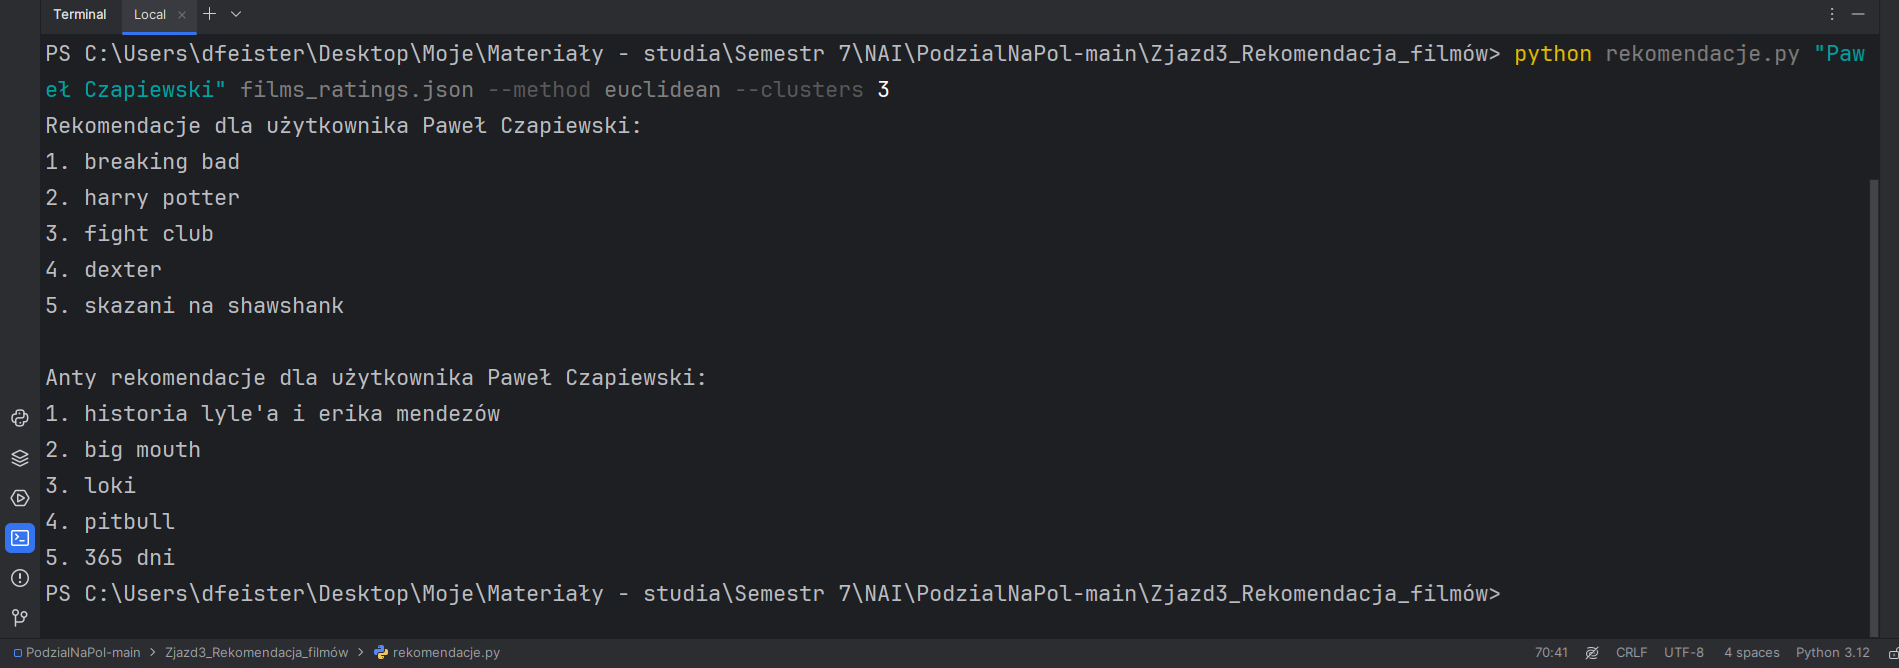 Terminal Local
PS C:\Users\dfeister\Desktop\Moje\Materiały - studia\Semestr 7\NAI\PodzialNaPol-main\Zjazd3_Rekomendacja_filmów> python rekomendacje.py "Paw
eł Czapiewski" films_ratings.json --method euclidean --clusters 3
Rekomendacje dla użytkownika Paweł Czapiewski:
1. breaking bad
2. harry potter
3. fight club
4. dexter
5. skazani na shawshank
Anty rekomendacje dla użytkownika Paweł Czapiewski:
1. historia lyle'a i erika mendezów
2. big mouth
3. loki
4. pitbull
5. 365 dni
PS C:\Users\dfeister\Desktop\Moje\Materiały - studia\Semestr 7\NAI\PodzialNaPol-main\Zjazd3_Rekomendacja_filmów>
PodzialNaPol-main > Zjazd3_Rekomendacja_filmów > rekomendacje.py 70:41 CRLF UTF-8 4 spaces Python 3.12